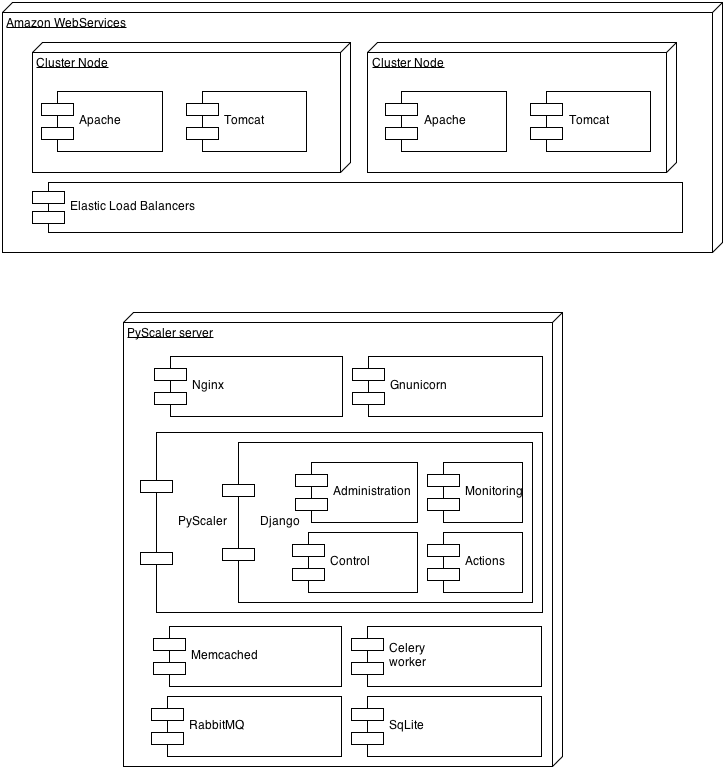 Amazon WebServices
Cluster Node
Cluster Node
Apache
Tomcat
Apache
Tomcat
Elastic Load Balancers
PyScaler server
Nginx
Gnunicorn
PyScaler
Django
Administration
Monitoring
Control
Actions
Memcached
Celery
worker
RabbitMQ
SqLite